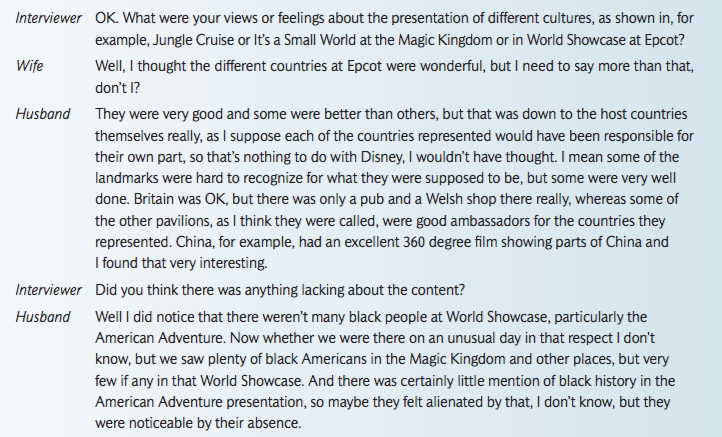 Interviewer OK. What were your views or feelings about the presentation of different cultures, as shown in, for
example, Jungle Cruise or It's a Small World at the Magic Kingdom or in World Showcase at Epcot?
Wife Well, I thought the different countries at Epcot were wonderful, but I need to say more than that,
don't I?
Husband They were very good and some were better than others, but that was down to the host countries
themselves really, as I suppose each of the countries represented would have been responsible for
their own part, so that's nothing to do with Disney, I wouldn't have thought. I mean some of the
landmarks were hard to recognize for what they were supposed to be, but some were very well
done. Britain was OK, but there was only a pub and a Welsh shop there really, whereas some of
the other pavilions, as I think they were called, were good ambassadors for the countries they
represented. China, for example, had an excellent 360 degree film showing parts of China and
I found that very interesting.
Interviewer Did you think there was anything lacking about the content?
Husband Well I did notice that there weren't many black people at World Showcase, particularly the
American Adventure. Now whether we were there on an unusual day in that respect I don't
know, but we saw plenty of black Americans in the Magic Kingdom and other places, but very
few if any in that World Showcase. And there was certainly little mention of black history in the
American Adventure presentation, so maybe they felt alienated by that, I don't know, but they
were noticeable by their absence.